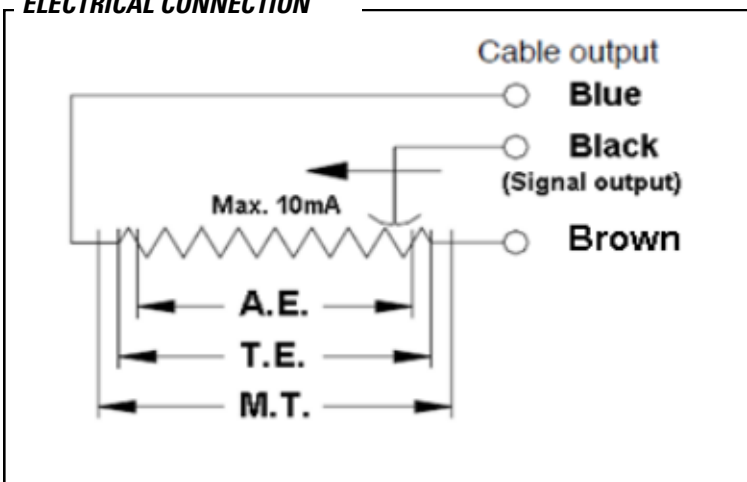 ELECTRICAL CONNECTION
Cable output
Blue
Black
(Signal output)
Max. 10mA
Brown
A.E.
T.E.
M.T.